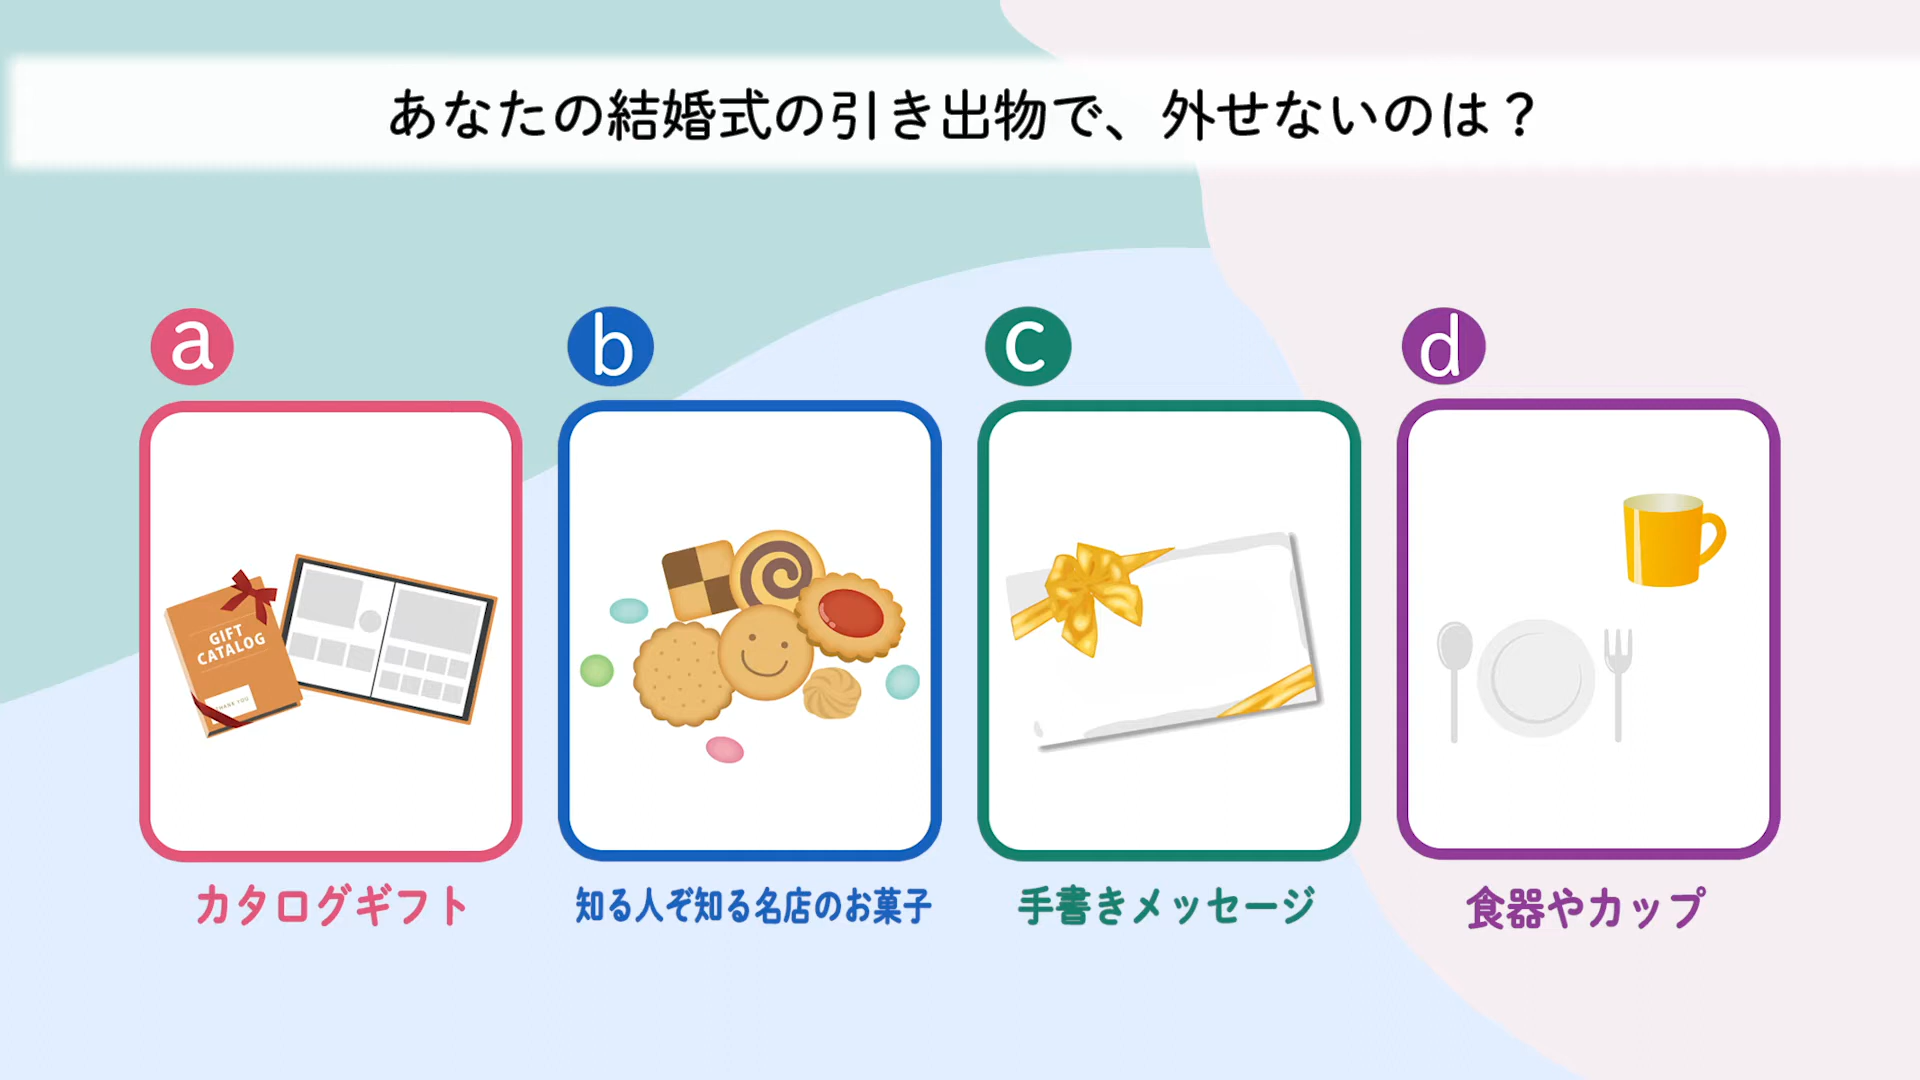 あなたの結婚式の引き出物で、外せないのは？
a
b
c
d
GIFT
CATALOG
THANK YOU
カタログギフト
知る人ぞ知る名店のお菓子
手書きメッセージ
食器やカップ